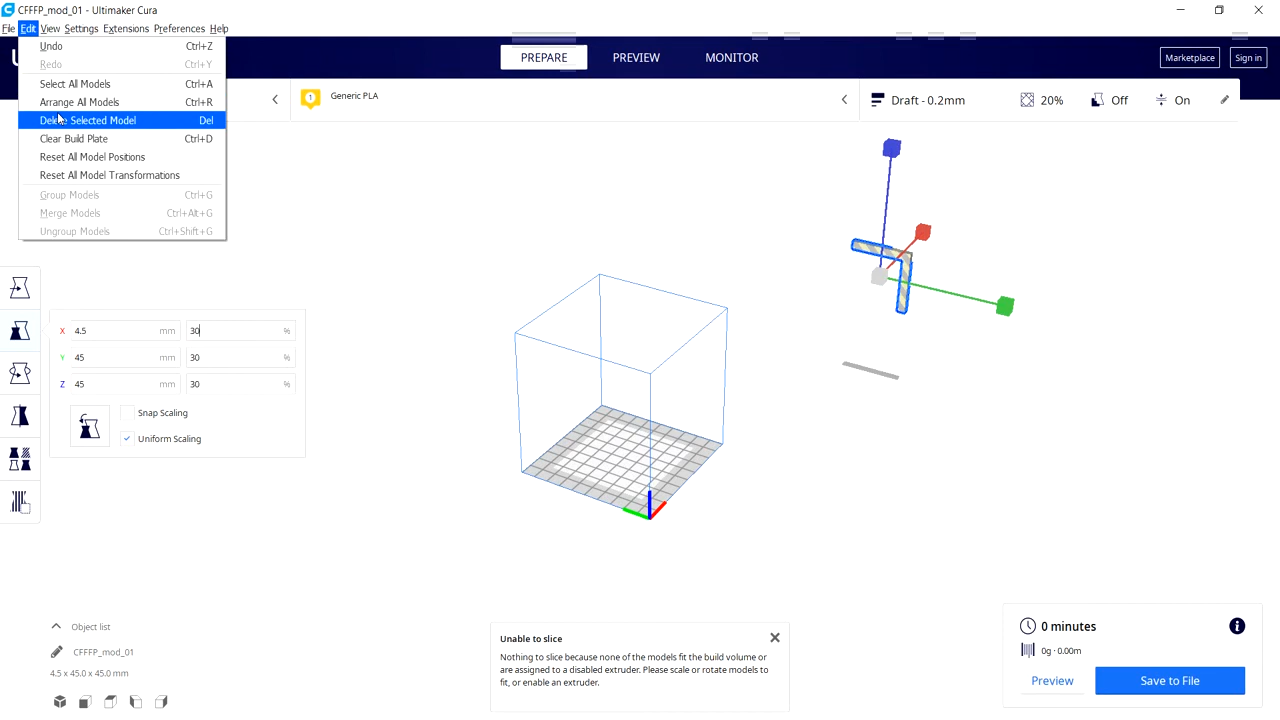 CFFFP_mod_01 - Ultimaker Cura
File Edit View Settings Extensions Preferences Help
Undo Ctrl+Z
Redo Ctrl+Y
Select All Models Ctrl+A
Arrange All Models Ctrl+R
Delete Selected Model Del
Clear Build Plate Ctrl+D
Reset All Model Positions
Reset All Model Transformations
Group Models Ctrl+G
Merge Models Ctrl+Alt+G
Ungroup Models Ctrl+Shift+G
PREPARE PREVIEW MONITOR
Marketplace Sign in
1 Generic PLA
Draft - 0.2mm 20% Off On
X 4.5 mm 30 %
Y 45 mm 30 %
Z 45 mm 30 %
Snap Scaling
Uniform Scaling
Object list
CFFFP_mod_01
4.5 x 45.0 x 45.0 mm
Unable to slice
Nothing to slice because none of the models fit the build volume or
are assigned to a disabled extruder. Please scale or rotate models to
fit, or enable an extruder.
0 minutes
0g · 0.00m
Preview Save to File